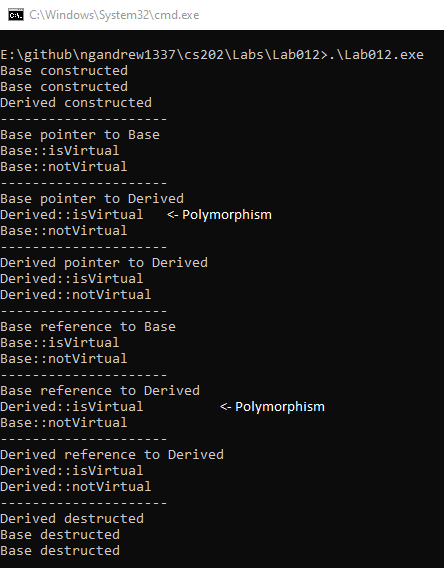 C:\Windows\System32\cmd.exe
E:\github\ngandrew1337\cs202\Labs\Lab012>.\Lab012.exe
Base constructed
Base constructed
Derived constructed
---------------------
Base pointer to Base
Base::isVirtual
Base::notVirtual
---------------------
Base pointer to Derived
Derived::isVirtual <- Polymorphism
Base::notVirtual
---------------------
Derived pointer to Derived
Derived::isVirtual
Derived::notVirtual
---------------------
Base reference to Base
Base::isVirtual
Base::notVirtual
---------------------
Base reference to Derived
Derived::isVirtual <- Polymorphism
Base::notVirtual
---------------------
Derived reference to Derived
Derived::isVirtual
Derived::notVirtual
---------------------
Derived destructed
Base destructed
Base destructed